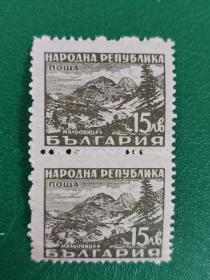 НАРОДНА РЕПУБЛИКА
ПОЩА
МАЛЬОВИЦА
15лв
БЪЛГАРИЯ
НАРОДНА РЕПУБЛИКА
ПОЩА
МАЛЬОВИЦА
15лв
БЪЛГАРИЯ